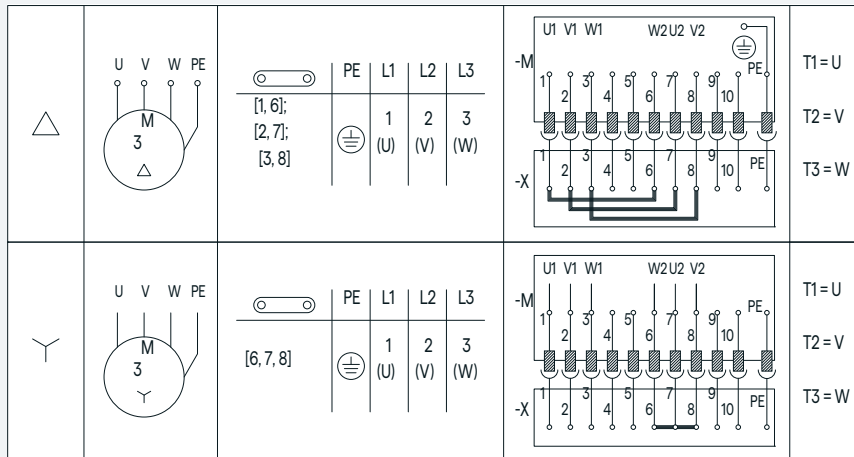 U V W PE
M
3
PE L1 L2 L3
[1, 6];
[2, 7];
[3, 8]
1 2 3
(U) (V) (W)
U1 V1 W1 W2 U2 V2
-M
1 2 3 4 5 6 7 8 9 10 PE
-X
1 2 3 4 5 6 7 8 9 10 PE
T1 = U
T2 = V
T3 = W
U V W PE
M
3
PE L1 L2 L3
[6, 7, 8]
1 2 3
(U) (V) (W)
U1 V1 W1 W2 U2 V2
-M
1 2 3 4 5 6 7 8 9 10 PE
-X
1 2 3 4 5 6 7 8 9 10 PE
T1 = U
T2 = V
T3 = W